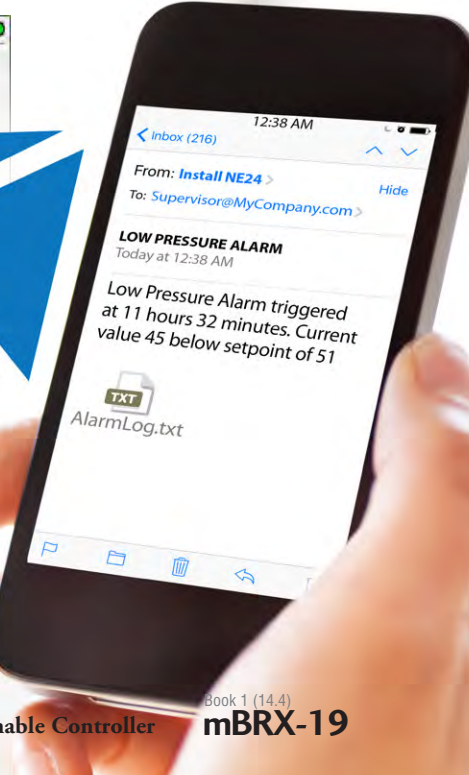 12:38 AM
Inbox (216)
From: Install NE24
Hide
To: Supervisor@MyCompany.com
LOW PRESSURE ALARM
Today at 12:38 AM
Low Pressure Alarm triggered
at 11 hours 32 minutes. Current
value 45 below setpoint of 51
TXT
AlarmLog.txt
Book 1 (14.4)
Controller
mBRX-19